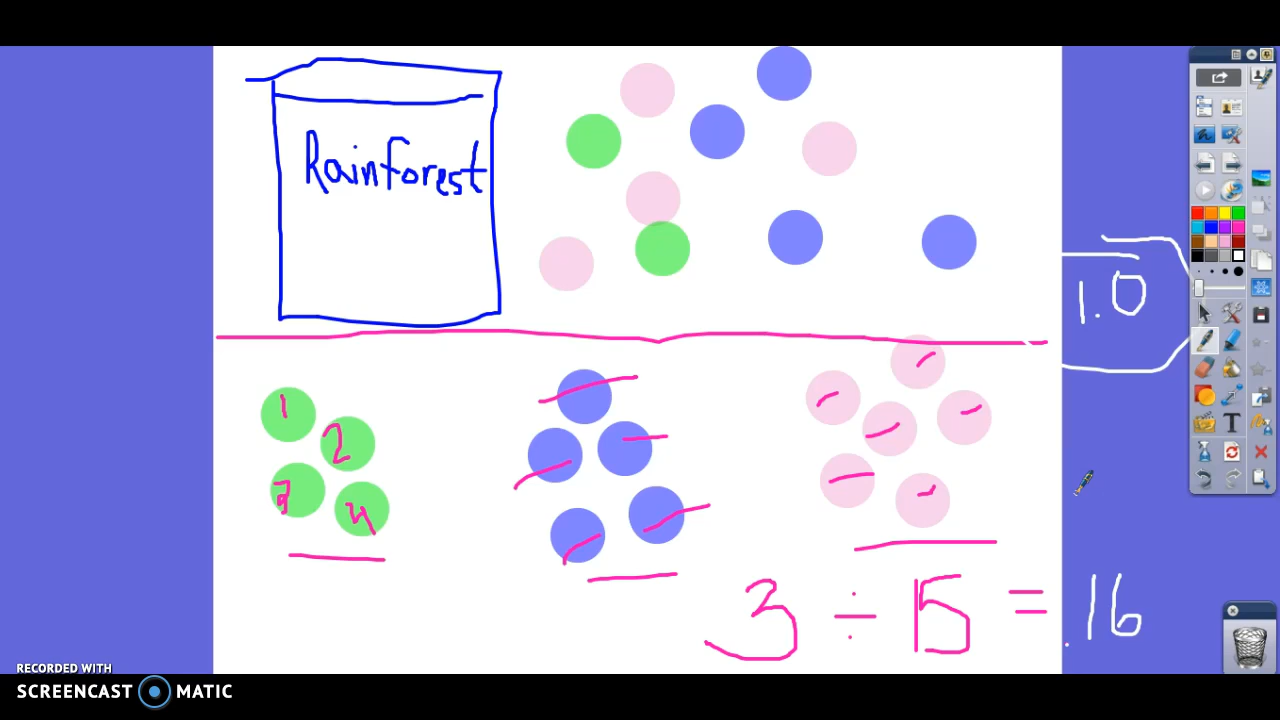 Rainforest
1.0
1
2
3
4
3 ÷ 15 = .16
RECORDED WITH
SCREENCAST MATIC